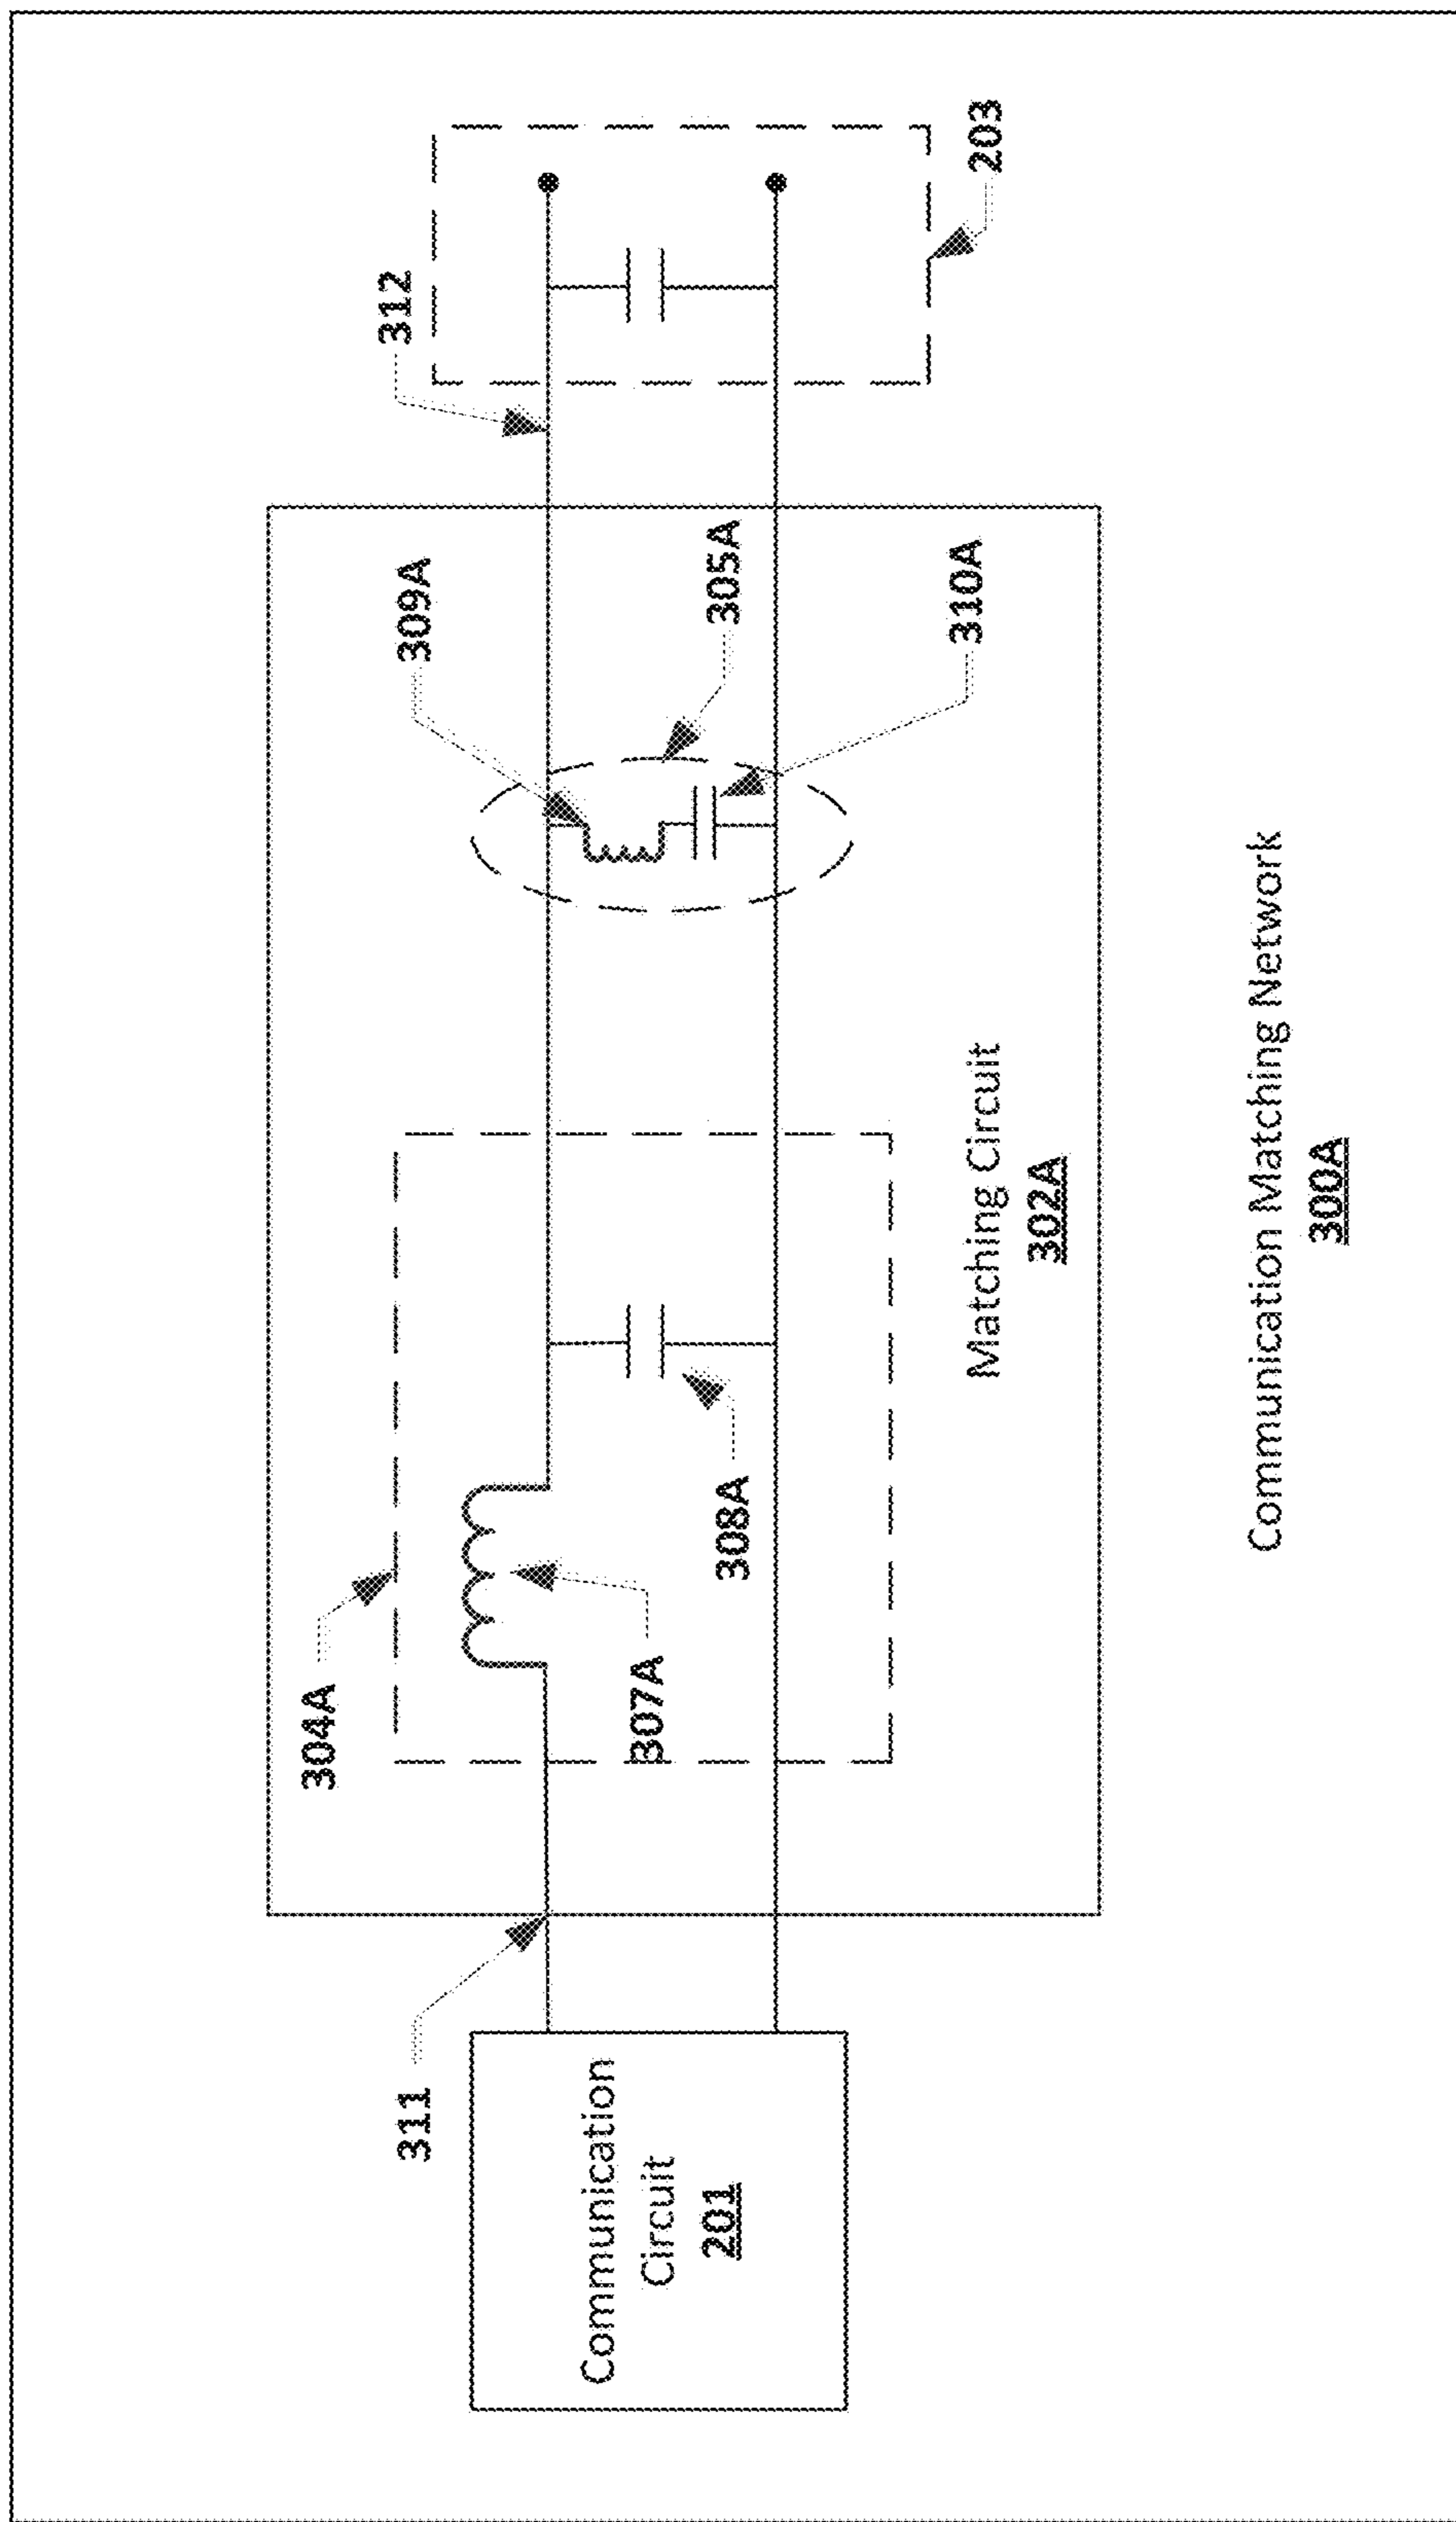 304A
311
309A
312
307A
308A
305A
310A
203
Communication
Circuit
201
Matching Circuit
302A
Communication Matching Network
300A